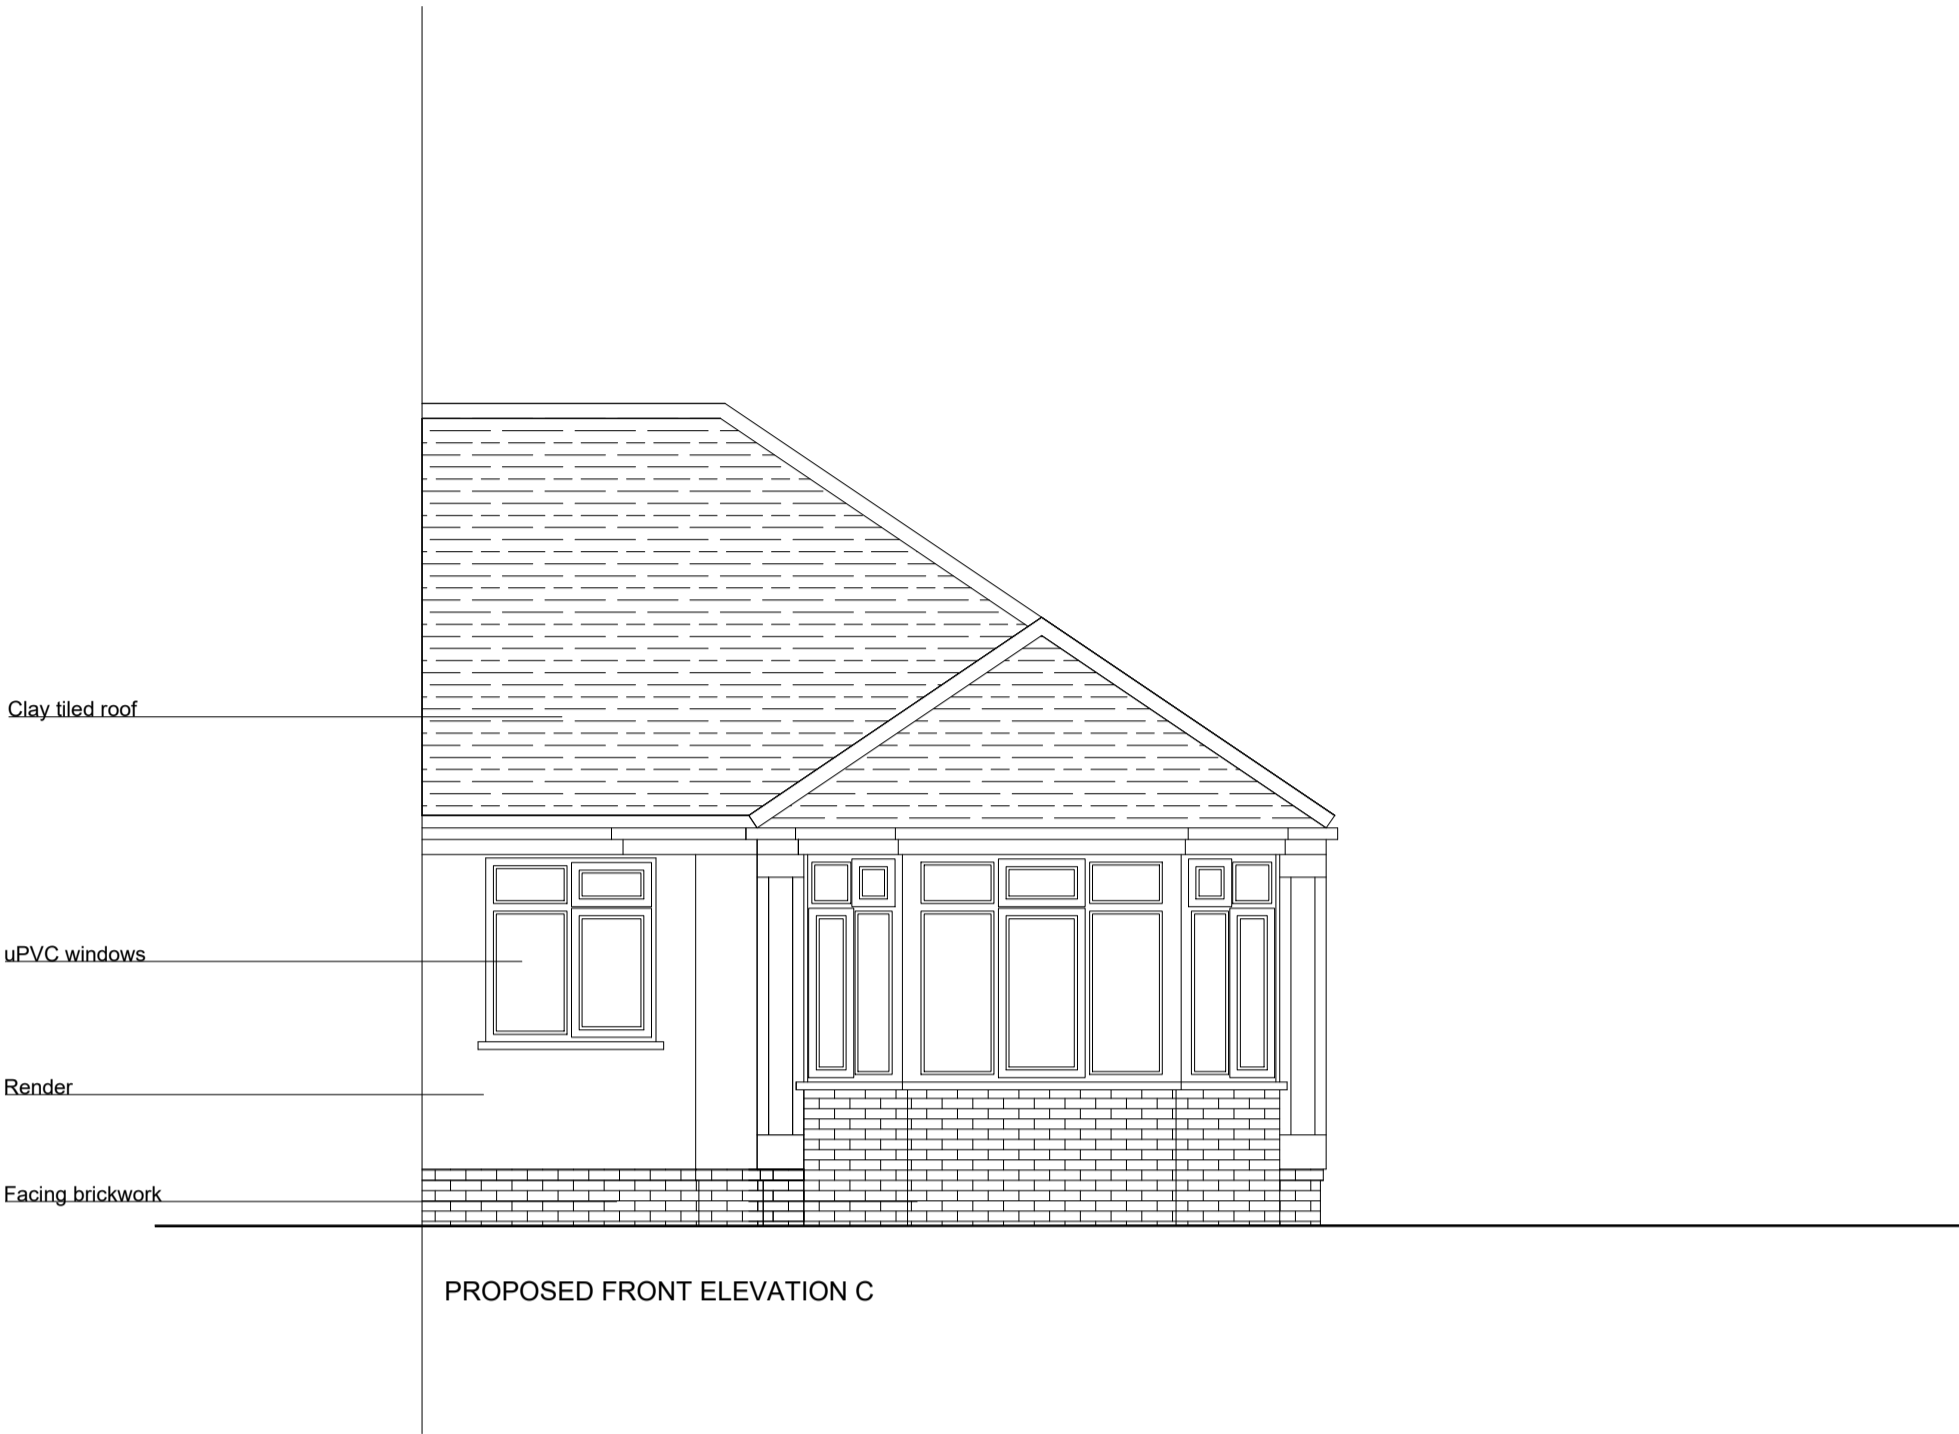 Clay tiled roof
uPVC windows
Render
Facing brickwork
PROPOSED FRONT ELEVATION C